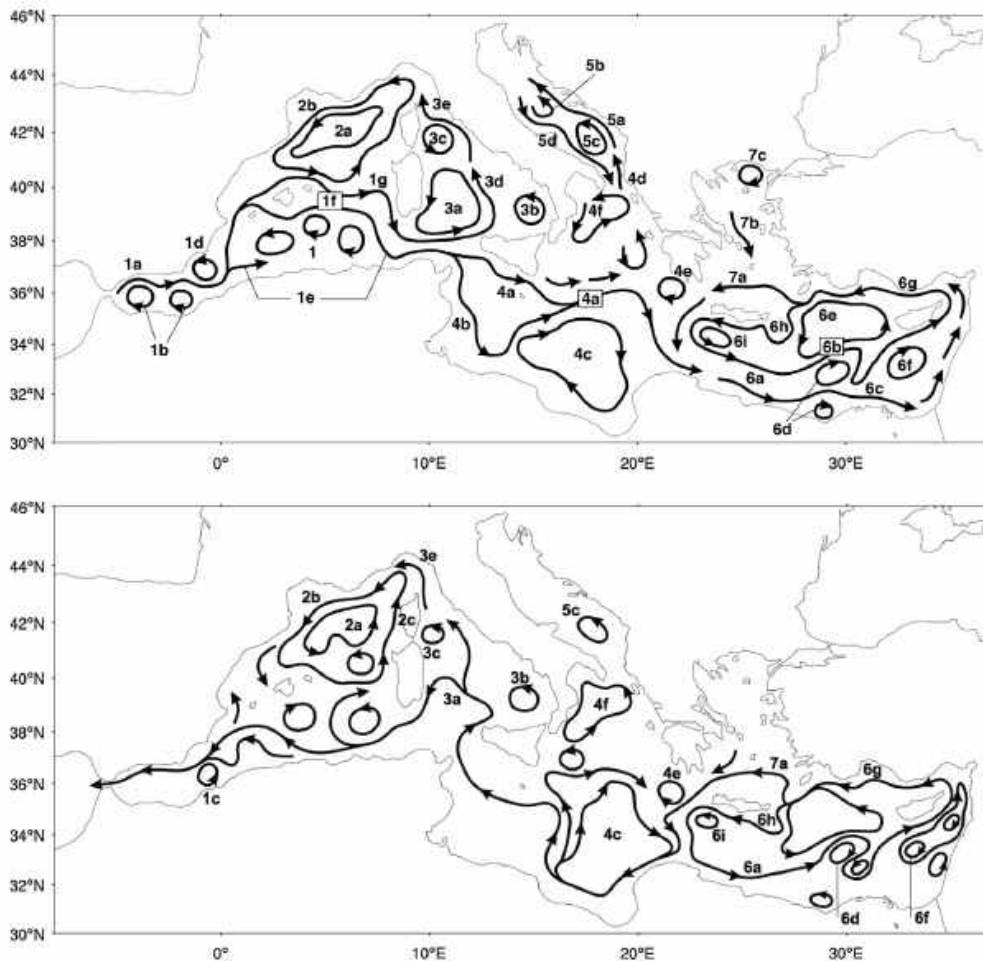 46°N
5b
44°N
2b
3e
5a
2a
42°N
3c
5c
5d
7c
40°N
1g
4d
3d
1f
3a
3b
4f
38°N
1d
1
7b
1a
4e
7a
6g
36°N
1e
4a
4a
6e
4b
6h
6i
34°N
1b
4c
6b
6f
6a
6c
32°N
6d
30°N
0° 10°E 20°E 30°E
46°N
44°N
3e
2b
2c
5c
42°N
2a
3c
40°N
3b
3a
4f
38°N
7a
6g
36°N
4e
1c
6h
6i
34°N
4c
6a
32°N
6d 6f
30°N
0° 10°E 20°E 30°E